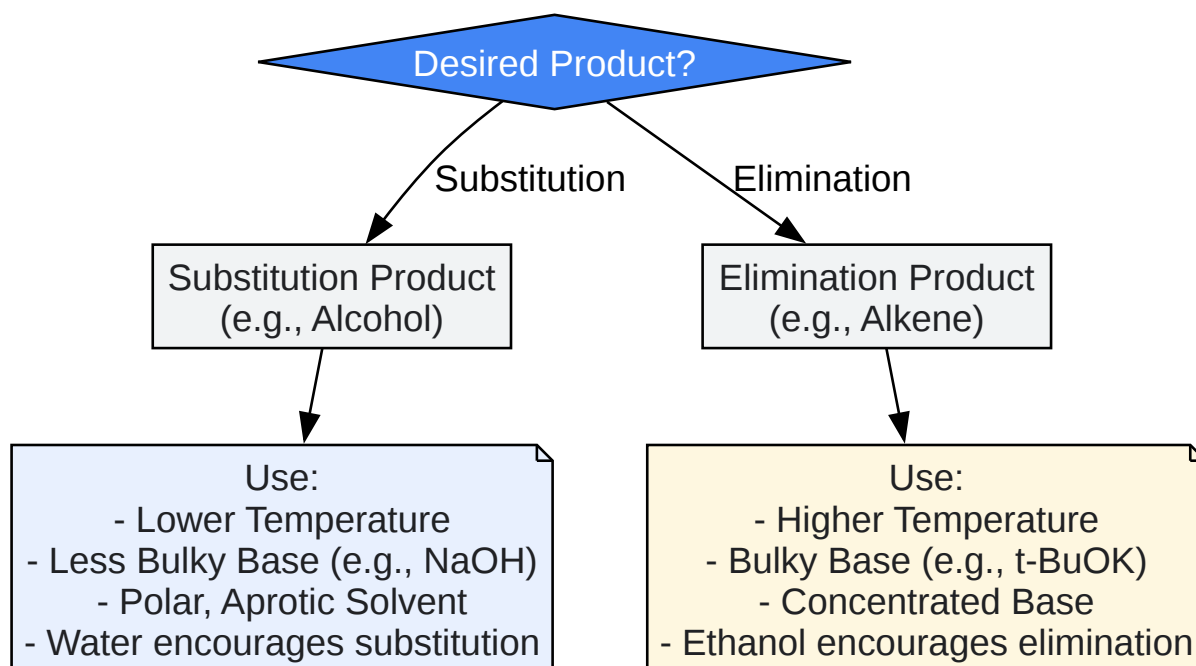 Desired Product?
Substitution
Elimination
Substitution Product
(e.g., Alcohol)
Elimination Product
(e.g., Alkene)
Use:
- Lower Temperature
- Less Bulky Base (e.g., NaOH)
- Polar, Aprotic Solvent
- Water encourages substitution
Use:
- Higher Temperature
- Bulky Base (e.g., t-BuOK)
- Concentrated Base
- Ethanol encourages elimination